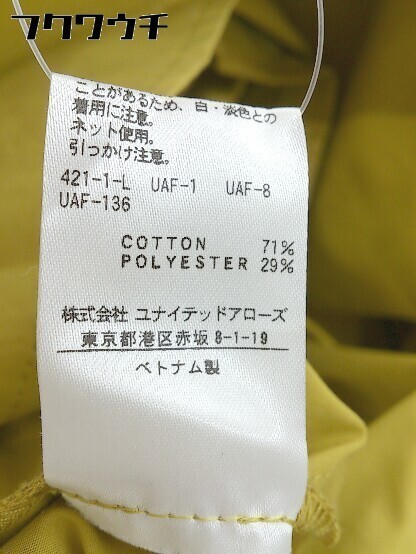 フクワウチ
ことがあるため、白・淡色との
着用に注意。
ネット使用。
引っかけ注意。
421-1-L UAF-1 UAF-8
UAF-136
COTTON 71%
POLYESTER 29%
株式会社 ユナイテッドアローズ
東京都港区赤坂 8-1-19
ベトナム製